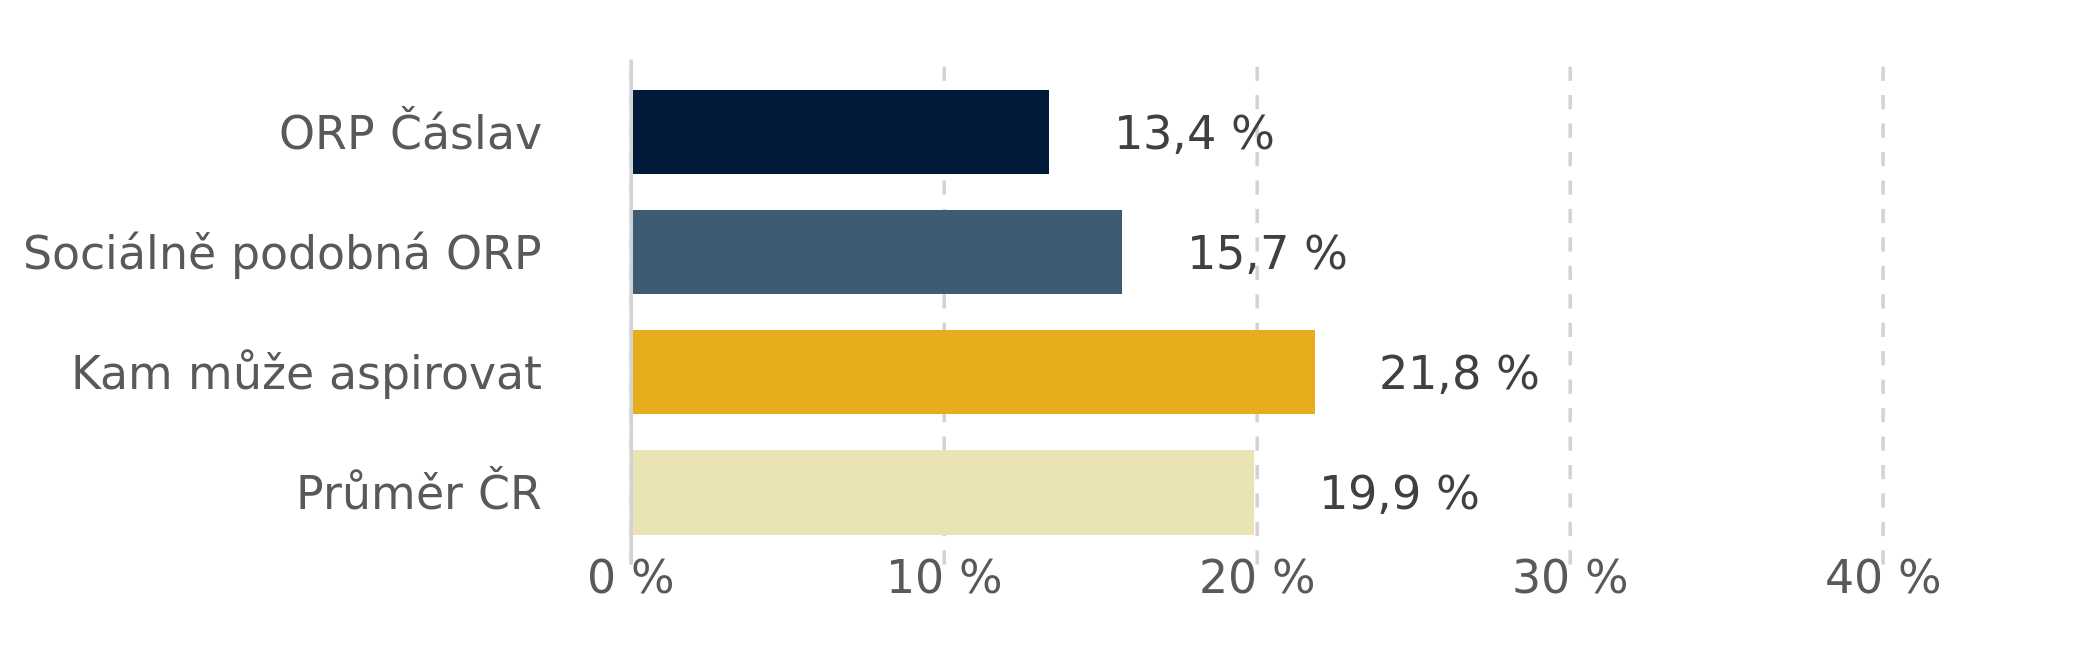 ORP Čáslav 13,4 %
Sociálně podobná ORP 15,7 %
Kam může aspirovat 21,8 %
Průměr ČR 19,9 %
0 % 10 % 20 % 30 % 40 %